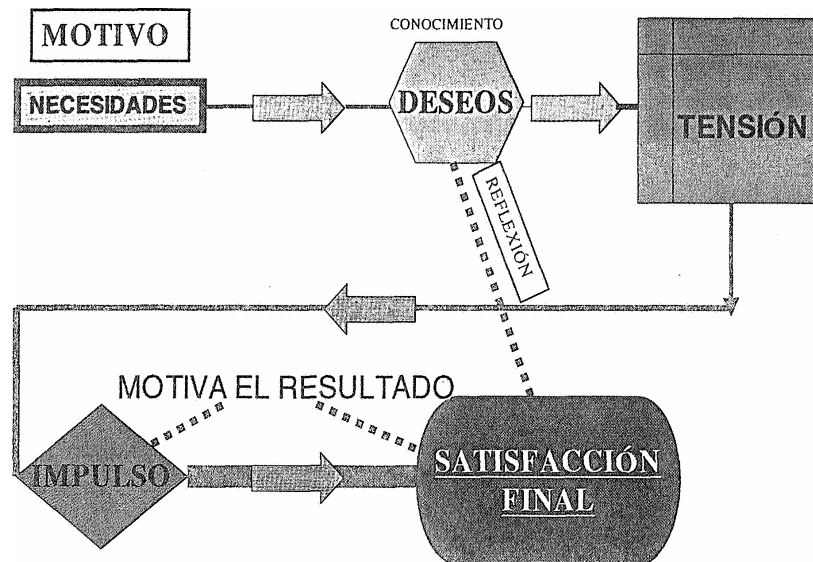 CONOCIMIENTO
MOTIVO
NECESIDADES
DESEOS
TENSIÓN
REFLEXIÓN
MOTIVA EL RESULTADO
IMPULSO
SATISFACCIÓN
FINAL